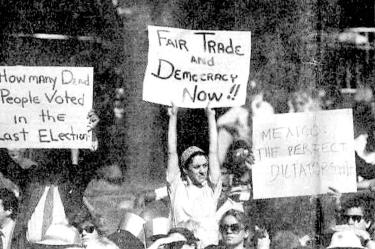 How many Dead
People Voted
in the
Last Election?
FAIR TRADE
AND
DEMOCRACY
NOW!!
MEXICO:
THE PERFECT
DICTATORSHIP